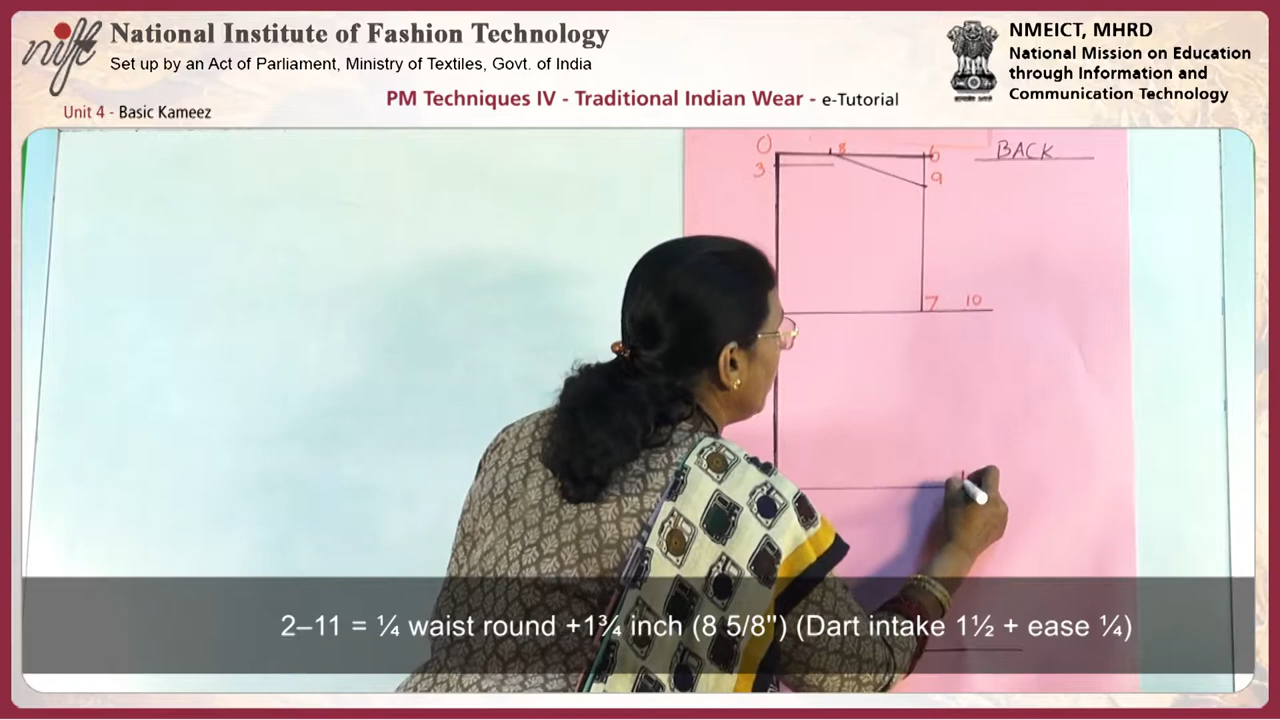 nift
National Institute of Fashion Technology
Set up by an Act of Parliament, Ministry of Textiles, Govt. of India
NMEICT, MHRD
National Mission on Education
through Information and
Communication Technology
Unit 4 - Basic Kameez
PM Techniques IV - Traditional Indian Wear - e-Tutorial
0 8 6 BACK
3 9
7 10
2–11 = ¼ waist round +1¾ inch (8 5/8") (Dart intake 1½ + ease ¼)